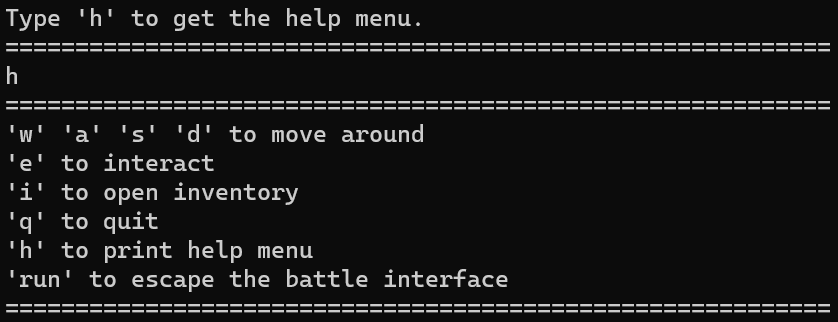 Type 'h' to get the help menu.
===========================================================
h
===========================================================
'w' 'a' 's' 'd' to move around
'e' to interact
'i' to open inventory
'q' to quit
'h' to print help menu
'run' to escape the battle interface
===========================================================